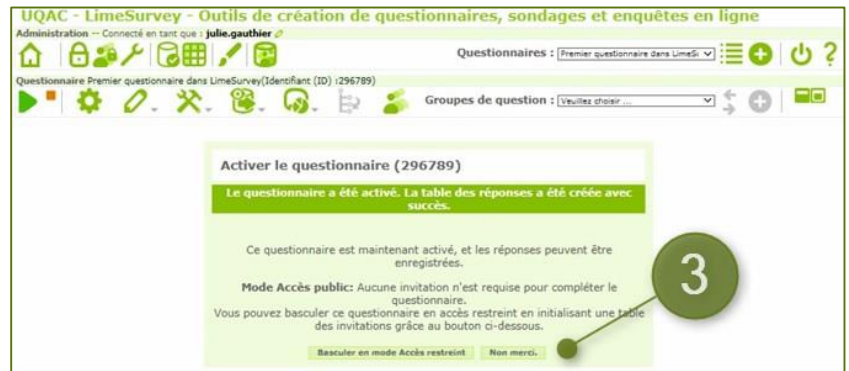 UQAC - LimeSurvey - Outils de création de questionnaires, sondages et enquêtes en ligne
Administration -- Connecté en tant que : julie.gauthier
Questionnaires : Premier questionnaire dans LimeSu
Questionnaire Premier questionnaire dans LimeSurvey(Identifiant (ID) :296789)
Groupes de question : Veuillez choisir ...
Activer le questionnaire (296789)
Le questionnaire a été activé. La table des réponses a été créée avec
succès.
Ce questionnaire est maintenant activé, et les réponses peuvent être
enregistrées.
Mode Accès public: Aucune invitation n'est requise pour compléter le
questionnaire.
Vous pouvez basculer ce questionnaire en accès restreint en initialisant une table
des invitations grâce au bouton ci-dessous.
Basculer en mode Accès restreint Non merci.
3